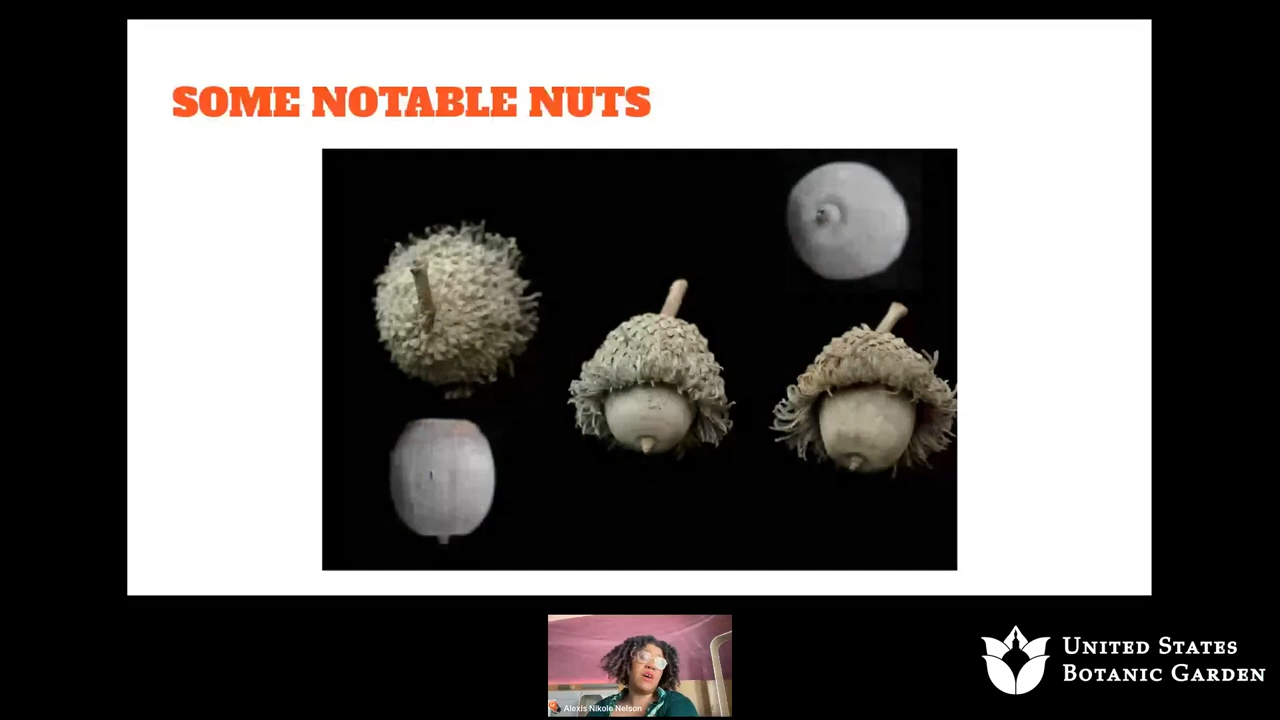 SOME NOTABLE NUTS
Alexis Nikole Nelson
UNITED STATES
BOTANIC GARDEN